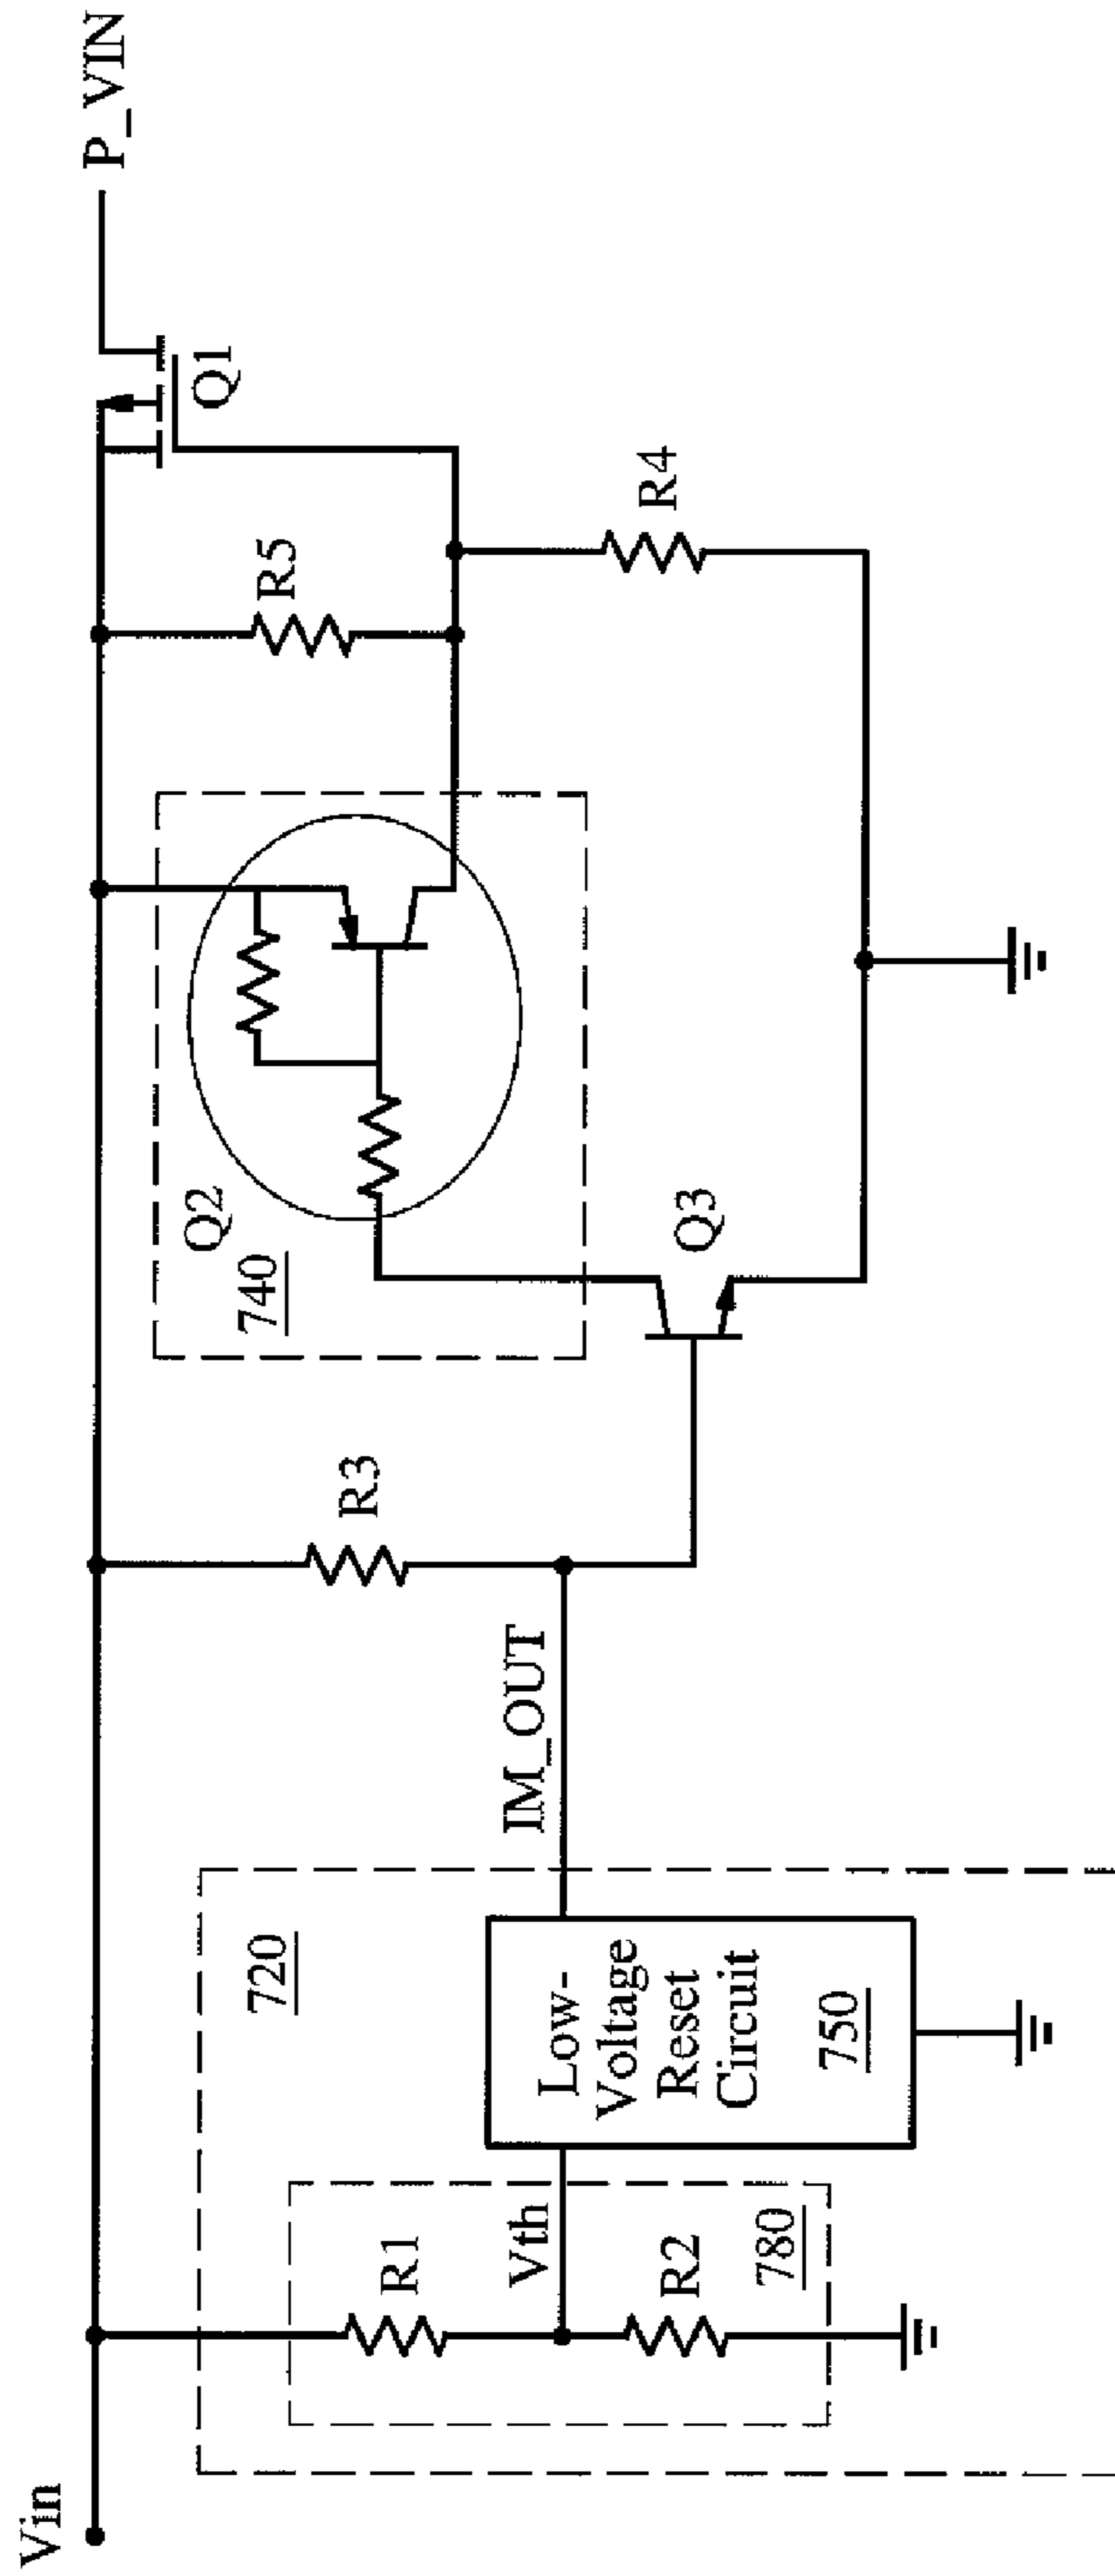 Vin
P_VIN
Q1
R5
R4
Q2
740
Q3
R3
IM_OUT
720
Low-
Voltage
Reset
Circuit
750
R1
Vth
R2
780